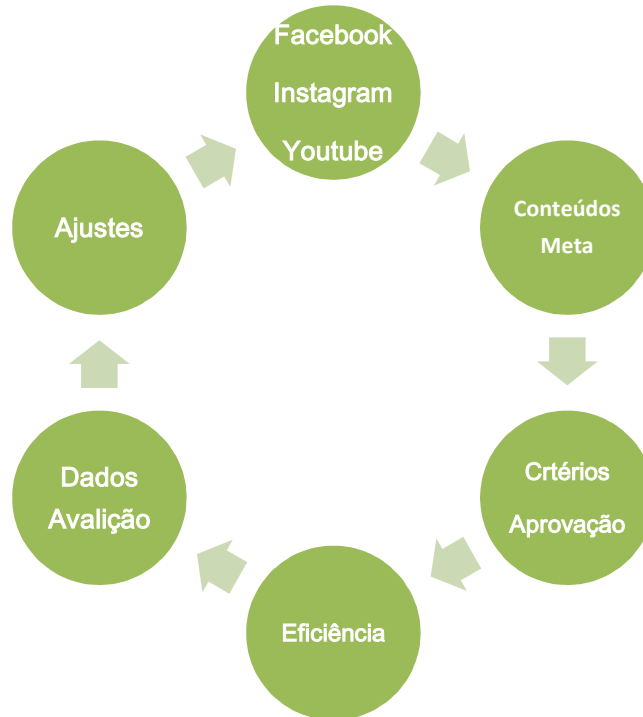 Facebook
Instagram
Youtube
Conteúdos
Meta
Crtérios
Aprovação
Eficiência
Dados
Avalição
Ajustes